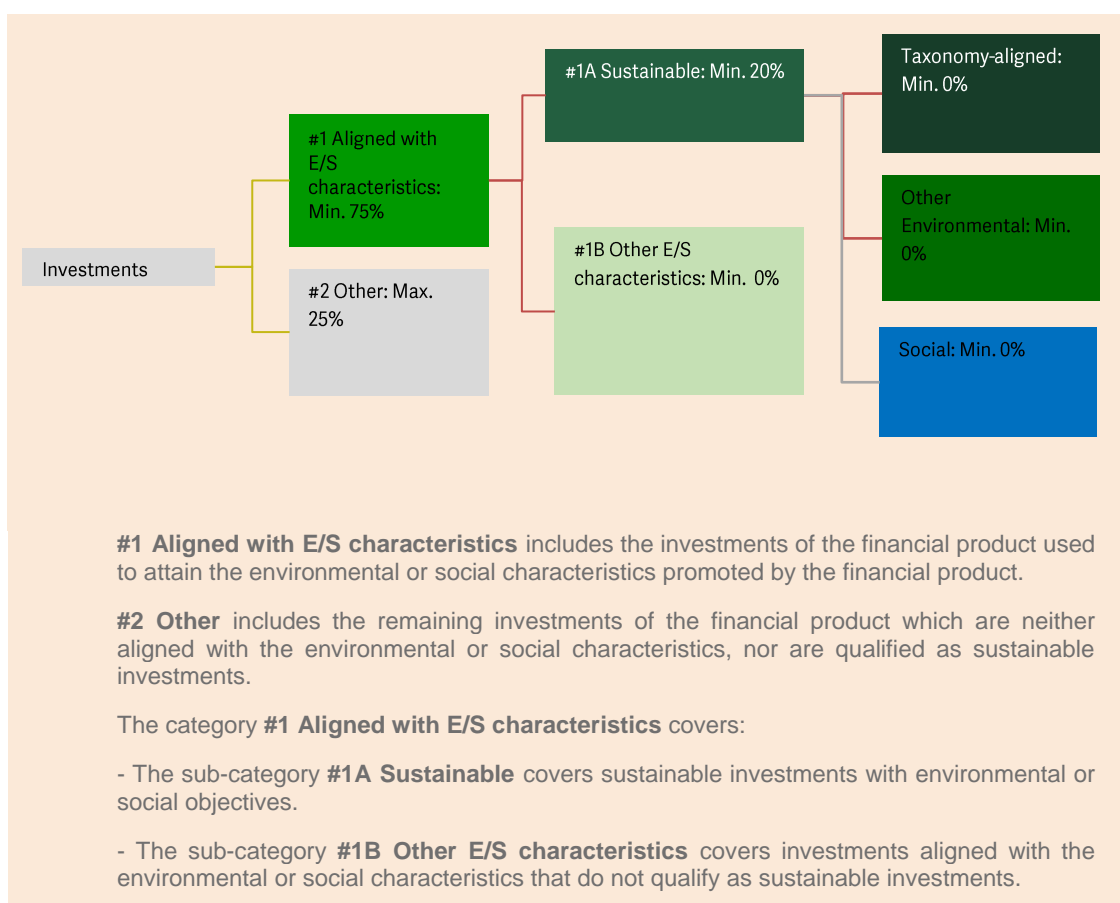 Investments
#1 Aligned with
E/S
characteristics:
Min. 75%
#2 Other: Max.
25%
#1A Sustainable: Min. 20%
#1B Other E/S
characteristics: Min. 0%
Taxonomy-aligned:
Min. 0%
Other
Environmental: Min.
0%
Social: Min. 0%
#1 Aligned with E/S characteristics includes the investments of the financial product used
to attain the environmental or social characteristics promoted by the financial product.
#2 Other includes the remaining investments of the financial product which are neither
aligned with the environmental or social characteristics, nor are qualified as sustainable
investments.
The category #1 Aligned with E/S characteristics covers:
- The sub-category #1A Sustainable covers sustainable investments with environmental or
social objectives.
- The sub-category #1B Other E/S characteristics covers investments aligned with the
environmental or social characteristics that do not qualify as sustainable investments.